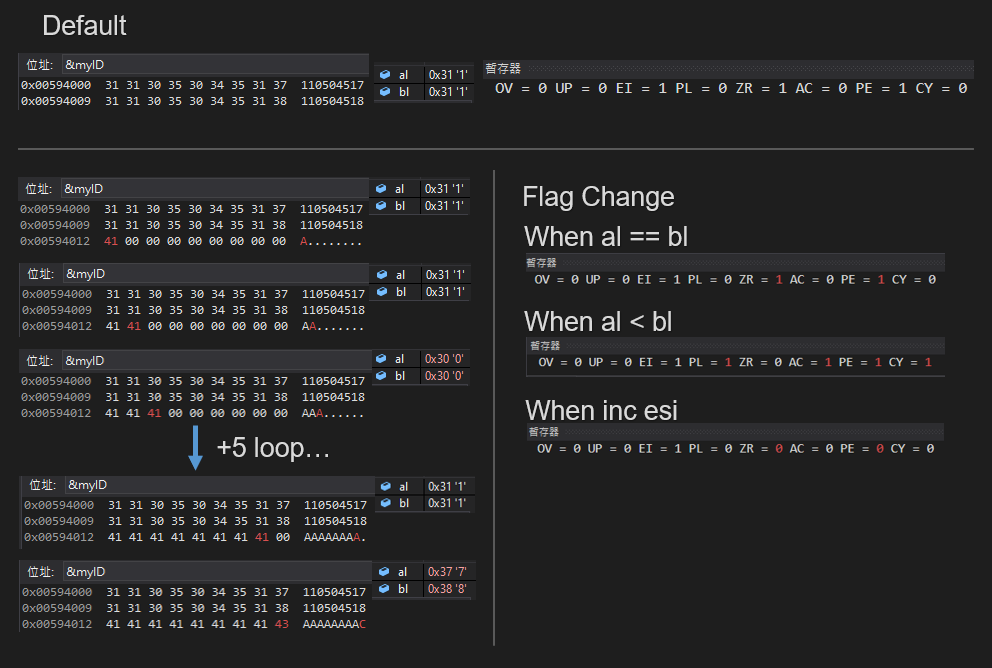 Default
位址: &myID
0x00594000 31 31 30 35 30 34 35 31 37 110504517
0x00594009 31 31 30 35 30 34 35 31 38 110504518
al 0x31 '1'
bl 0x31 '1'
暫存器
OV = 0 UP = 0 EI = 1 PL = 0 ZR = 1 AC = 0 PE = 1 CY = 0
位址: &myID
0x00594000 31 31 30 35 30 34 35 31 37 110504517
0x00594009 31 31 30 35 30 34 35 31 38 110504518
0x00594012 41 00 00 00 00 00 00 00 00 A........
al 0x31 '1'
bl 0x31 '1'
位址: &myID
0x00594000 31 31 30 35 30 34 35 31 37 110504517
0x00594009 31 31 30 35 30 34 35 31 38 110504518
0x00594012 41 41 00 00 00 00 00 00 00 AA.......
al 0x31 '1'
bl 0x31 '1'
位址: &myID
0x00594000 31 31 30 35 30 34 35 31 37 110504517
0x00594009 31 31 30 35 30 34 35 31 38 110504518
0x00594012 41 41 41 00 00 00 00 00 00 AAA......
al 0x30 '0'
bl 0x30 '0'
+5 loop…
位址: &myID
0x00594000 31 31 30 35 30 34 35 31 37 110504517
0x00594009 31 31 30 35 30 34 35 31 38 110504518
0x00594012 41 41 41 41 41 41 41 41 00 AAAAAAAA.
al 0x31 '1'
bl 0x31 '1'
位址: &myID
0x00594000 31 31 30 35 30 34 35 31 37 110504517
0x00594009 31 31 30 35 30 34 35 31 38 110504518
0x00594012 41 41 41 41 41 41 41 41 43 AAAAAAAAC
al 0x37 '7'
bl 0x38 '8'
Flag Change
When al == bl
暫存器
OV = 0 UP = 0 EI = 1 PL = 0 ZR = 1 AC = 0 PE = 1 CY = 0
When al < bl
暫存器
OV = 0 UP = 0 EI = 1 PL = 1 ZR = 0 AC = 1 PE = 1 CY = 1
When inc esi
暫存器
OV = 0 UP = 0 EI = 1 PL = 0 ZR = 0 AC = 0 PE = 0 CY = 0